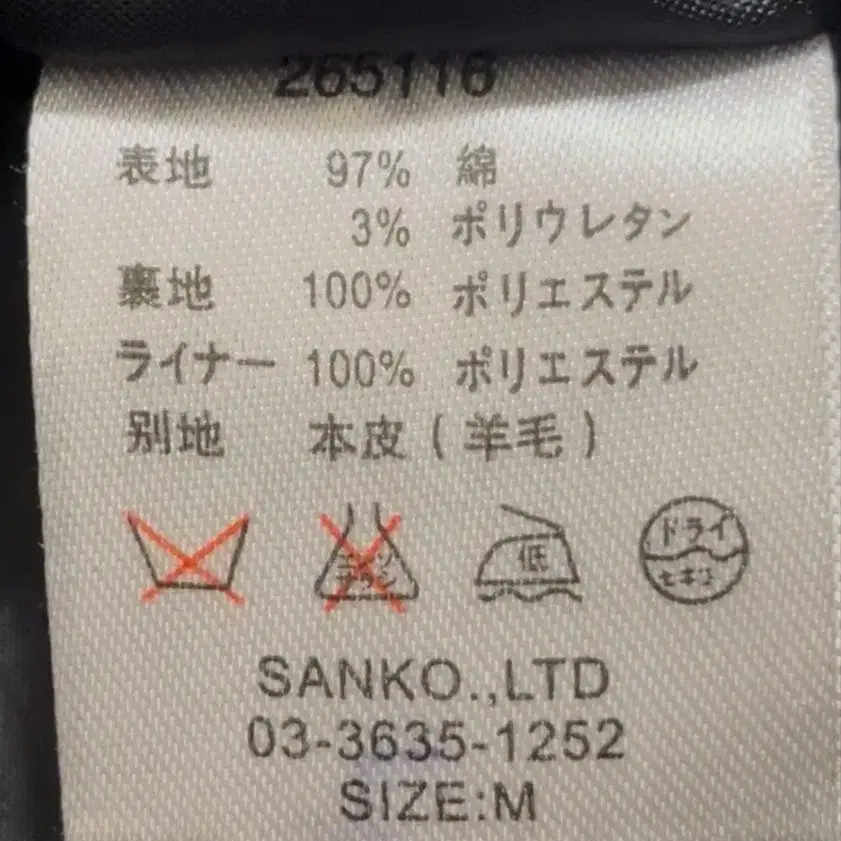 265116
表地 97% 綿
3% ポリウレタン
裏地 100% ポリエステル
ライナー 100% ポリエステル
別地 本皮(羊毛)
低 ドライ
セキユ
SANKO.,LTD
03-3635-1252
SIZE:M